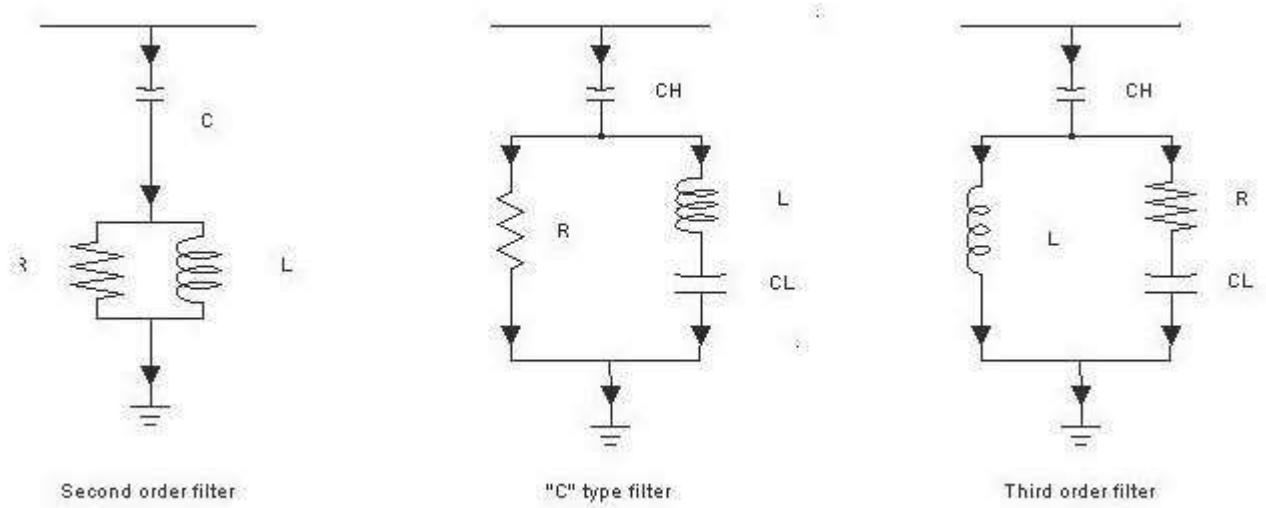 C
R
L
Second order filter
CH
R
L
CL
"C" type filter
CH
L
R
CL
Third order filter